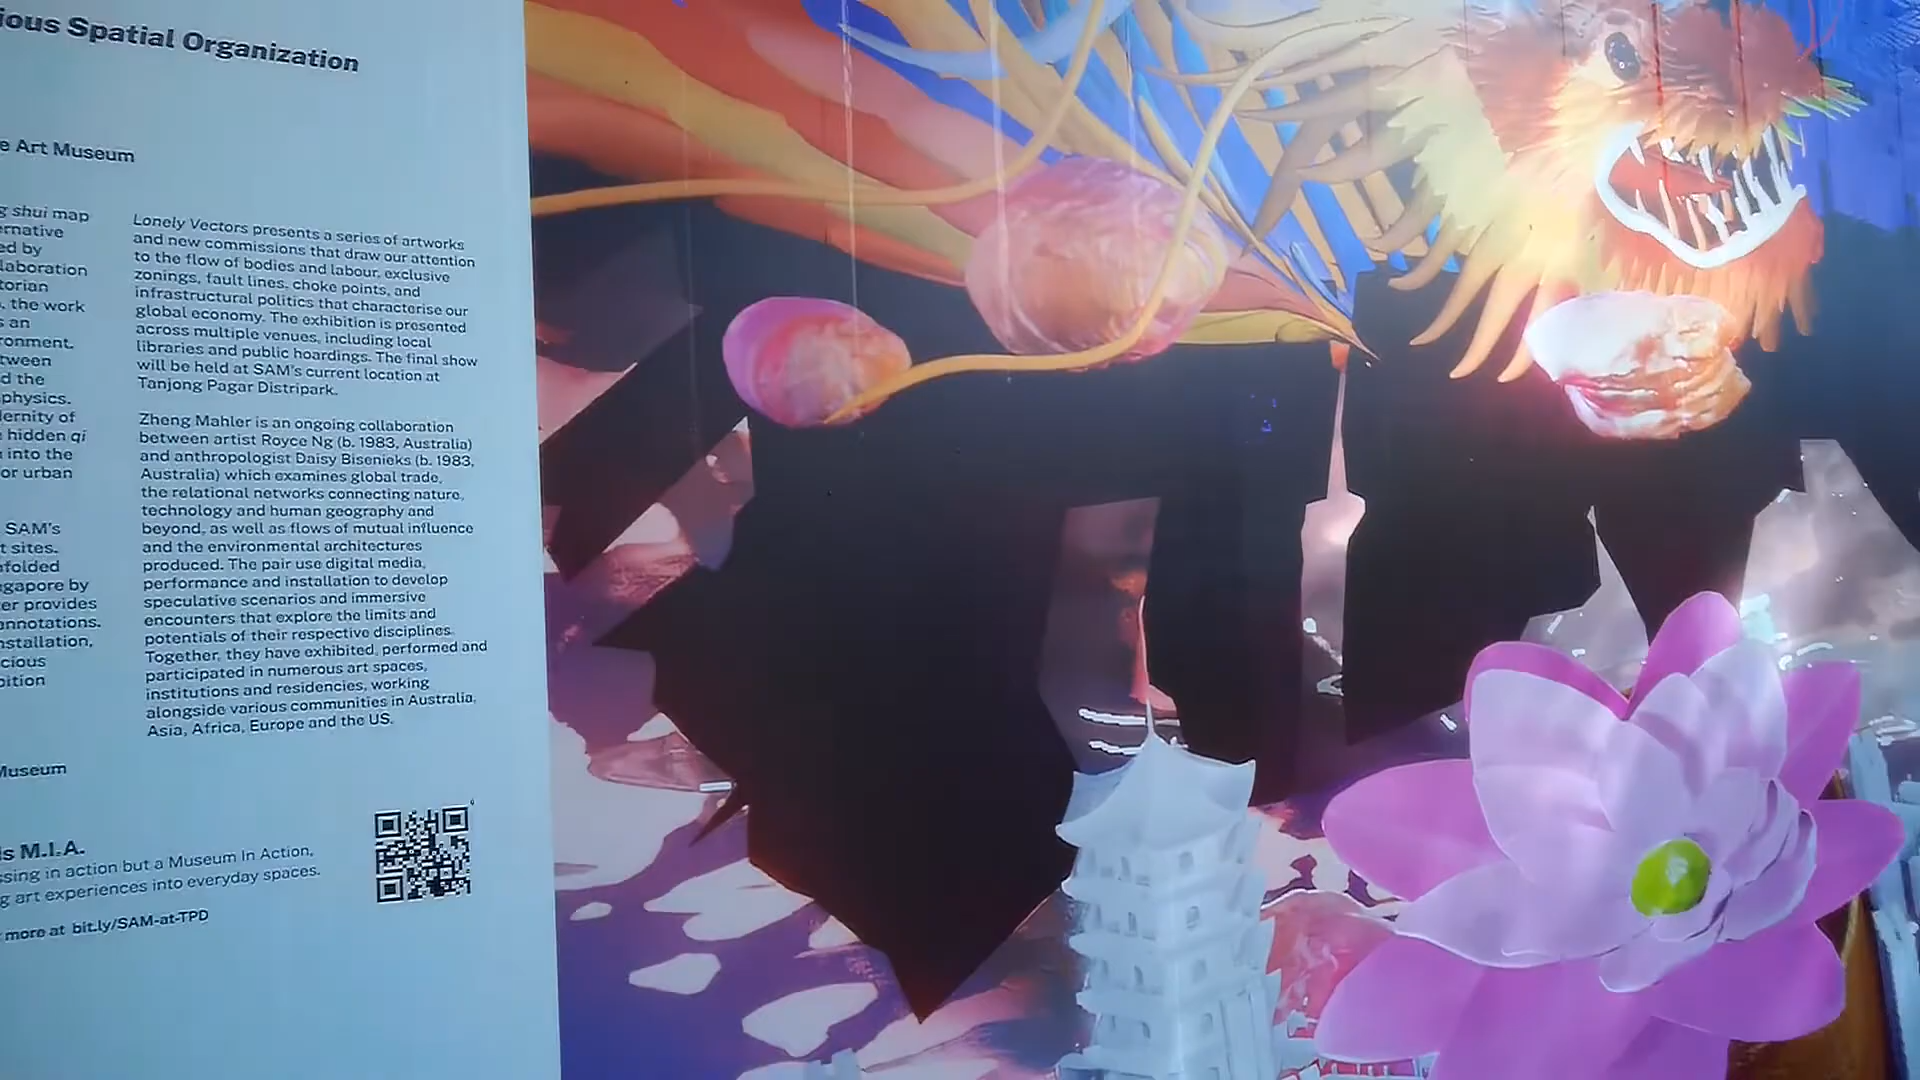 ious Spatial Organization
e Art Museum
g shui map
ernative
ed by
laboration
torian
, the work
s an
ronment.
tween
d the
physics.
dernity of
e hidden qi
n into the
or urban
SAM's
t sites.
nfolded
ngapore by
er provides
annotations.
nstallation,
cious
bition
Lonely Vectors presents a series of artworks
and new commissions that draw our attention
to the flow of bodies and labour, exclusive
zonings, fault lines, choke points, and
infrastructural politics that characterise our
global economy. The exhibition is presented
across multiple venues, including local
libraries and public hoardings. The final show
will be held at SAM's current location at
Tanjong Pagar Distripark.
Zheng Mahler is an ongoing collaboration
between artist Royce Ng (b. 1983, Australia)
and anthropologist Daisy Bisenieks (b. 1983,
Australia) which examines global trade,
the relational networks connecting nature,
technology and human geography and
beyond, as well as flows of mutual influence
and the environmental architectures
produced. The pair use digital media,
performance and installation to develop
speculative scenarios and immersive
encounters that explore the limits and
potentials of their respective disciplines.
Together, they have exhibited, performed and
participated in numerous art spaces,
institutions and residencies, working
alongside various communities in Australia,
Asia, Africa, Europe and the US.
Museum
is M.I.A.
ssing in action but a Museum In Action,
g art experiences into everyday spaces.
more at bit.ly/SAM-at-TPD